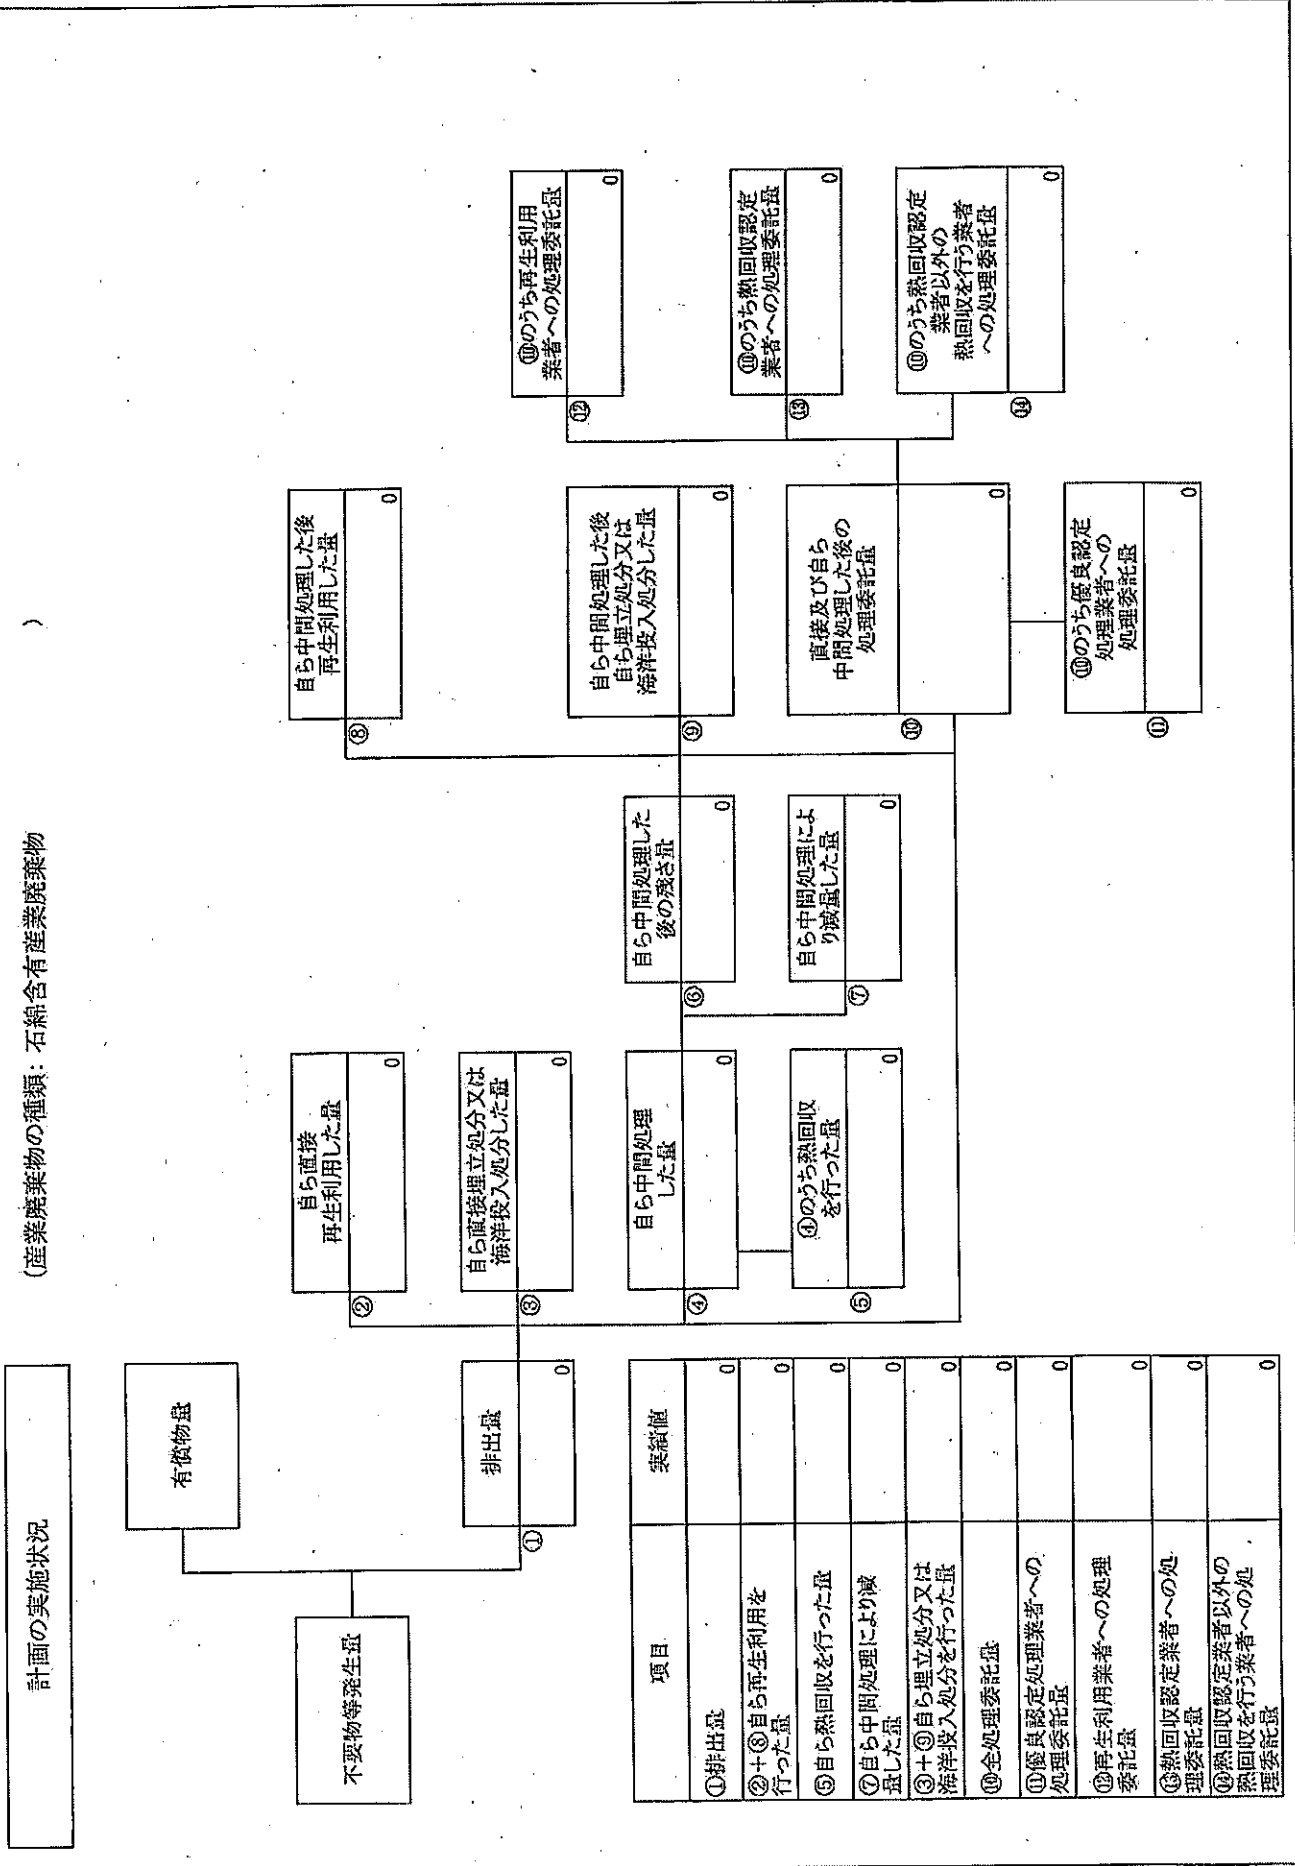 計画の実施状況
(産業廃棄物の種類：石綿含有産業廃棄物 )
不要物等発生量
有償物量
①
排出量
0
②
自ら直接
再生利用した量
0
③
自ら直接埋立処分又は
海洋投入処分した量
0
④
自ら中間処理
した量
0
⑤
④のうち熱回収
を行った量
0
⑥
自ら中間処理した
後の残さ量
0
⑦
自ら中間処理によ
り減量した量
0
⑧
自ら中間処理した後
再生利用した量
0
⑨
自ら中間処理した後
自ら埋立処分又は
海洋投入処分した量
0
⑩
直接及び自ら
中間処理した後の
処理委託量
0
⑪
⑩のうち優良認定
処理業者への
処理委託量
0
⑫
⑩のうち再生利用
業者への処理委託量
0
⑬
⑩のうち熱回収認定
業者への処理委託量
0
⑭
⑩のうち熱回収認定
業者以外の
熱回収を行う業者
への処理委託量
0
項目 実績値
①排出量 0
②+⑧自ら再生利用を
行った量 0
⑤自ら熱回収を行った量 0
⑦自ら中間処理により減
量した量 0
③+⑨自ら埋立処分又は
海洋投入処分を行った量 0
⑩全処理委託量 0
⑪優良認定処理業者への
処理委託量 0
⑫再生利用業者への処理
委託量 0
⑬熱回収認定業者への処
理委託量 0
⑭熱回収認定業者以外の
熱回収を行う業者への処
理委託量 0